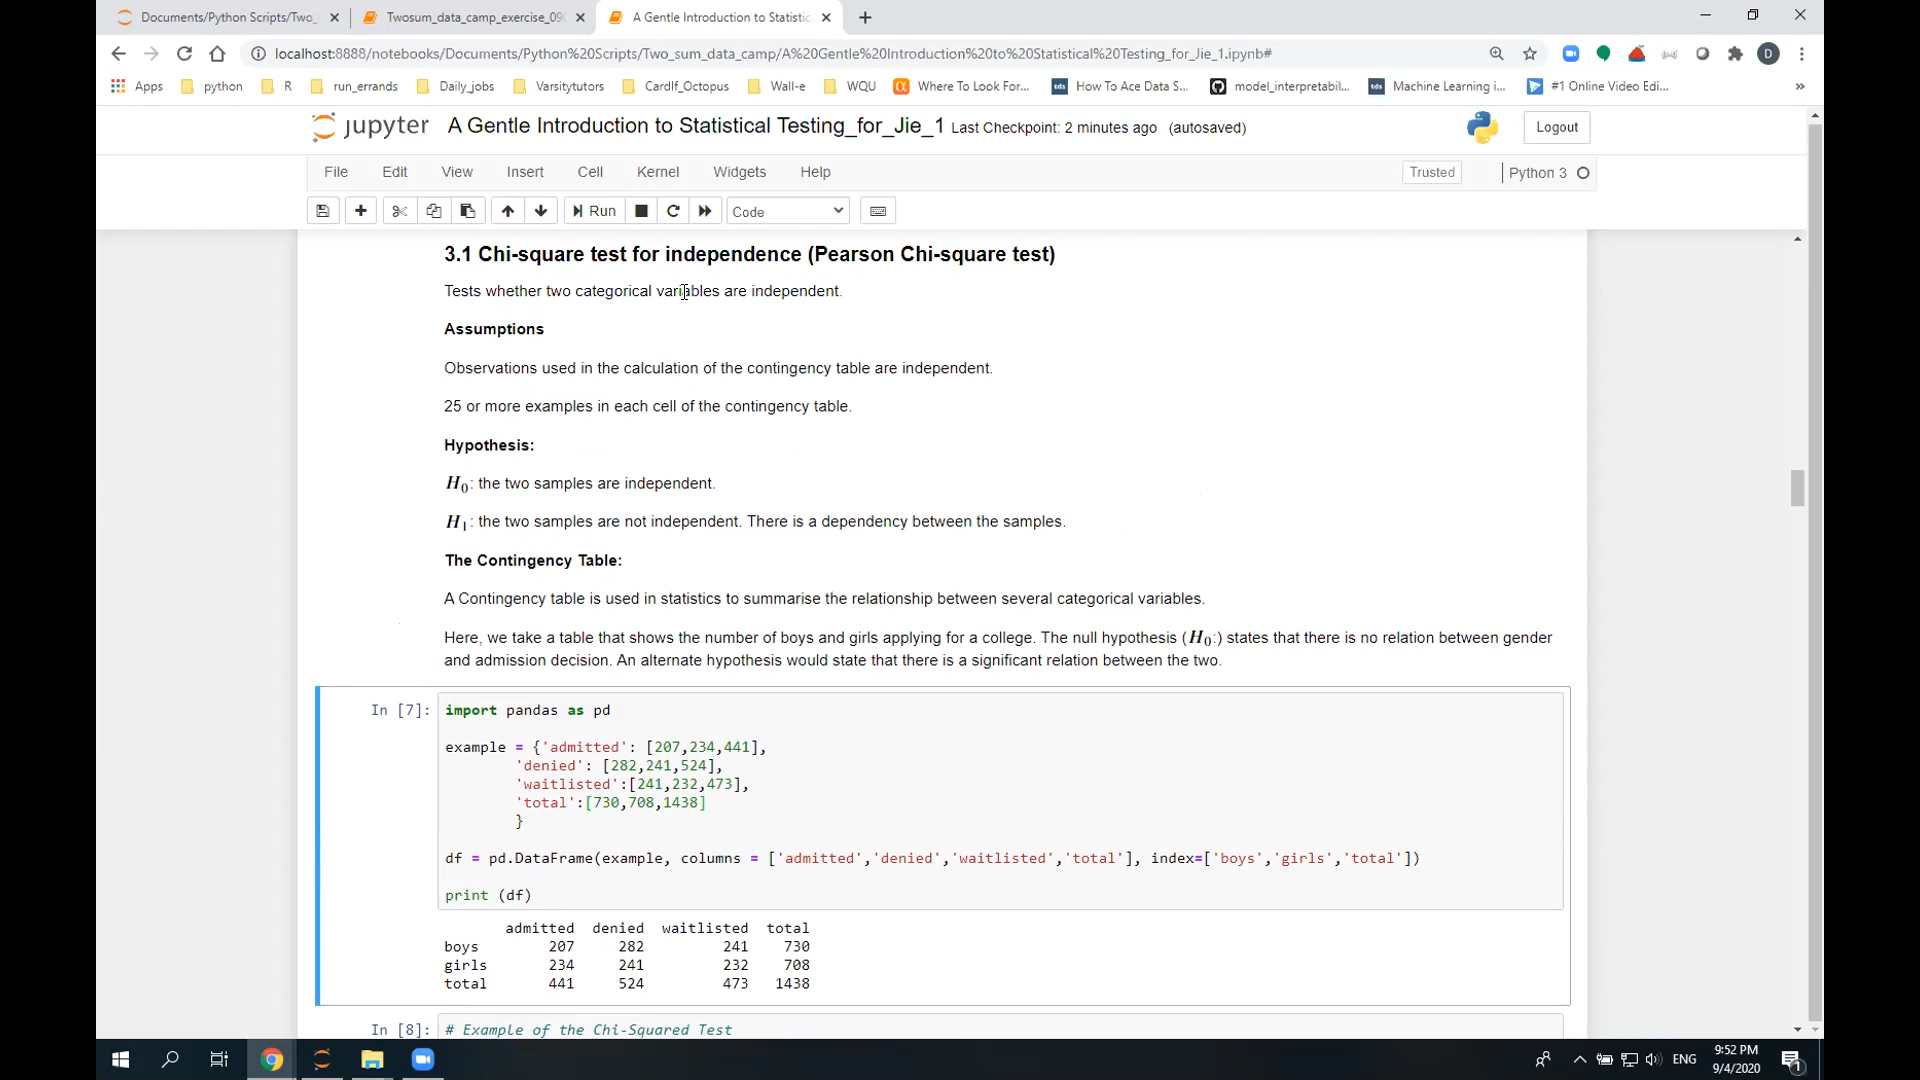 Documents/Python Scripts/Two_
Twosum_data_camp_exercise_090
A Gentle Introduction to Statistic
localhost:8888/notebooks/Documents/Python%20Scripts/Two_sum_data_camp/A%20Gentle%20Introduction%20to%20Statistical%20Testing_for_Jie_1.ipynb#
D
Apps
python
R
run_errands
Daily_jobs
Varsitytutors
CardIf_Octopus
Wall-e
WQU
Where To Look For...
How To Ace Data S...
model_interpretabil...
Machine Learning i...
#1 Online Video Edi...
»
jupyter
A Gentle Introduction to Statistical Testing_for_Jie_1 Last Checkpoint: 2 minutes ago (autosaved)
Logout
File
Edit
View
Insert
Cell
Kernel
Widgets
Help
Trusted
Python 3
Run
Code
3.1 Chi-square test for independence (Pearson Chi-square test)
Tests whether two categorical variables are independent.
Assumptions
Observations used in the calculation of the contingency table are independent.
25 or more examples in each cell of the contingency table.
Hypothesis:
H0: the two samples are independent.
H1: the two samples are not independent. There is a dependency between the samples.
The Contingency Table:
A Contingency table is used in statistics to summarise the relationship between several categorical variables.
Here, we take a table that shows the number of boys and girls applying for a college. The null hypothesis (H0:) states that there is no relation between gender
and admission decision. An alternate hypothesis would state that there is a significant relation between the two.
In [7]: import pandas as pd
example = {'admitted': [207,234,441],
'denied': [282,241,524],
'waitlisted':[241,232,473],
'total':[730,708,1438]
}
df = pd.DataFrame(example, columns = ['admitted','denied','waitlisted','total'], index=['boys','girls','total'])
print (df)
admitted denied waitlisted total
boys 207 282 241 730
girls 234 241 232 708
total 441 524 473 1438
In [8]: # Example of the Chi-Squared Test
ENG
9:52 PM
9/4/2020
1